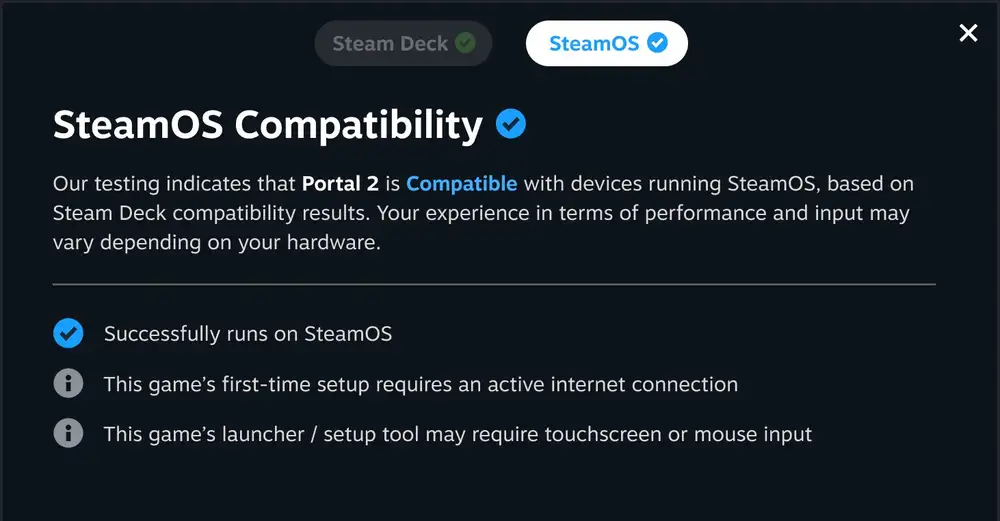 Steam Deck
SteamOS
SteamOS Compatibility
Our testing indicates that Portal 2 is Compatible with devices running SteamOS, based on
Steam Deck compatibility results. Your experience in terms of performance and input may
vary depending on your hardware.
Successfully runs on SteamOS
This game’s first-time setup requires an active internet connection
This game’s launcher / setup tool may require touchscreen or mouse input